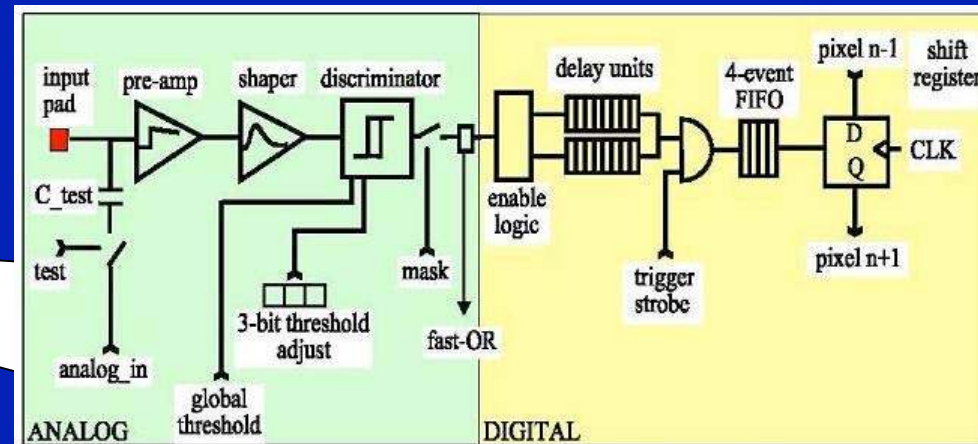 input
pad
pre-amp
shaper
discriminator
delay units
4-event
FIFO
pixel n-1
shift
register
C_test
D
Q
CLK
enable
logic
test
mask
trigger
strobe
pixel n+1
3-bit threshold
adjust
fast-OR
analog_in
global
threshold
ANALOG
DIGITAL